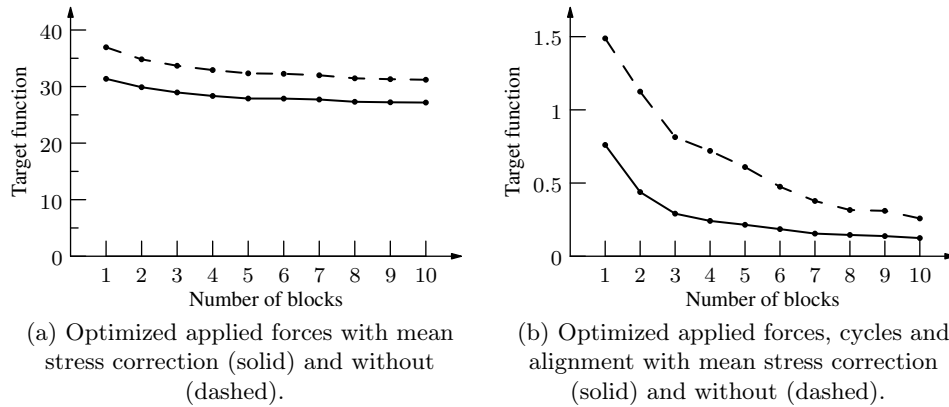 40
30
20
10
0
Target function
1 2 3 4 5 6 7 8 9 10
Number of blocks
(a) Optimized applied forces with mean
stress correction (solid) and without
(dashed).
1.5
1
0.5
0
Target function
1 2 3 4 5 6 7 8 9 10
Number of blocks
(b) Optimized applied forces, cycles and
alignment with mean stress correction
(solid) and without (dashed).